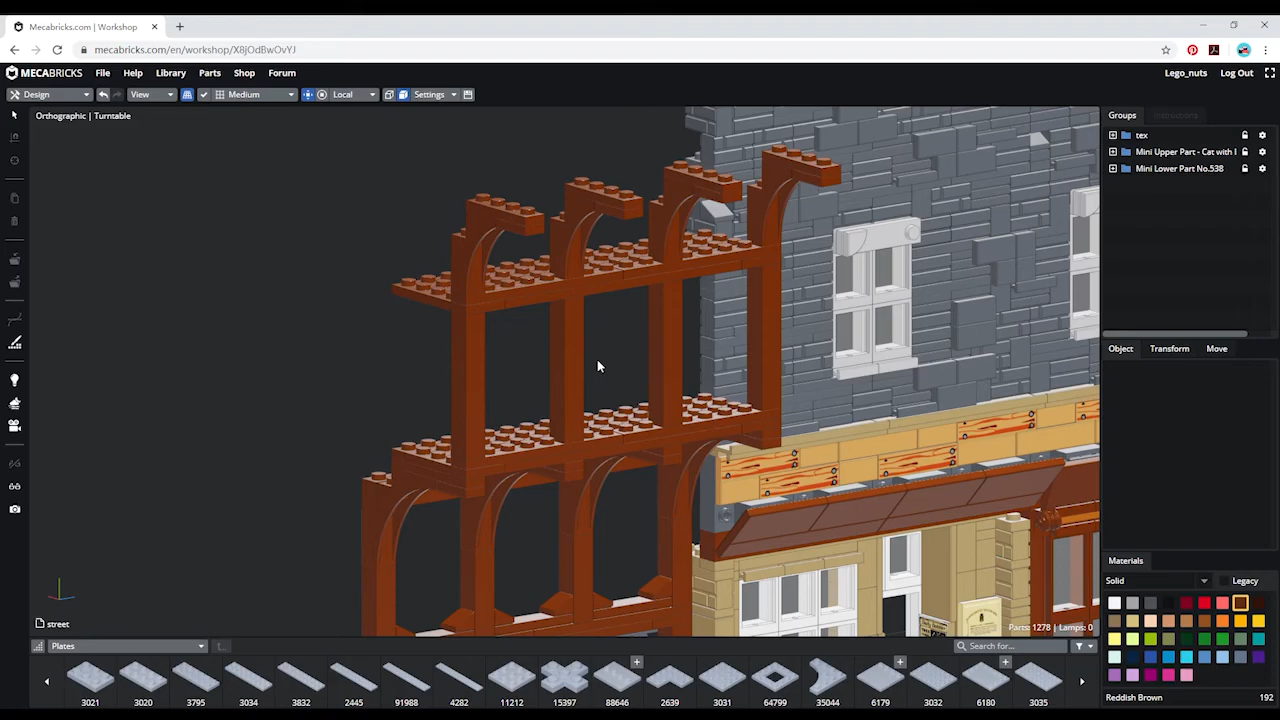 Mecabricks.com | Workshop
mecabricks.com/en/workshop/X8jOdBwOvYJ
MECABRICKS File Help Library Parts Shop Forum Lego_nuts Log Out
Design View Medium Local Settings
Orthographic | Turntable
Groups Instructions
tex
Mini Upper Part - Cat with
Mini Lower Part No.538
Object Transform Move
Materials
Solid Legacy
street
Parts: 1278 | Lamps: 0
Plates Search for...
3021 3020 3795 3034 3832 2445 91988 4282 11212 15397 88646 2639 3031 64799 35044 6179 3032 6180 3035
Reddish Brown 192